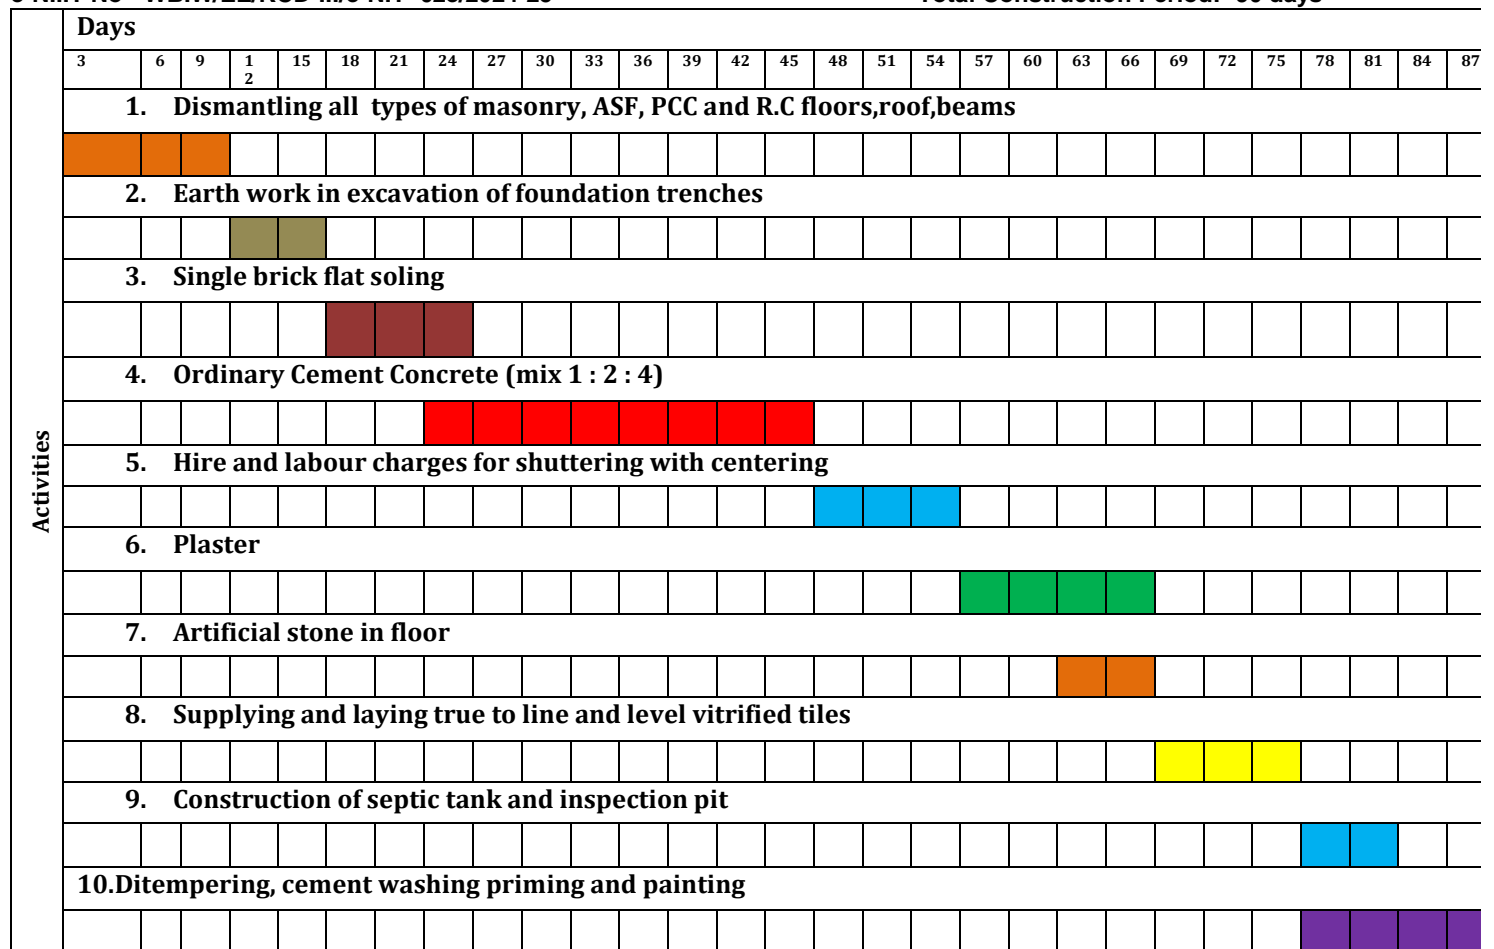 Days
3 6 9 12 15 18 21 24 27 30 33 36 39 42 45 48 51 54 57 60 63 66 69 72 75 78 81 84 87
1. Dismantling all types of masonry, ASF, PCC and R.C floors,roof,beams
2. Earth work in excavation of foundation trenches
3. Single brick flat soling
4. Ordinary Cement Concrete (mix 1 : 2 : 4)
Activities
5. Hire and labour charges for shuttering with centering
6. Plaster
7. Artificial stone in floor
8. Supplying and laying true to line and level vitrified tiles
9. Construction of septic tank and inspection pit
10.Ditempering, cement washing priming and painting